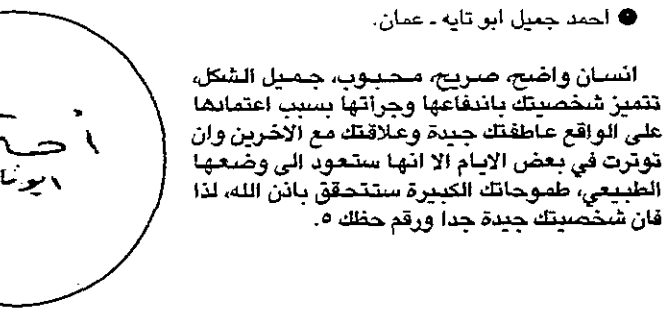 ● احمد جميل ابو تايه ـ عمان.
انسان واضح، صريح، محبوب، جميل الشكل،
تتميز شخصيتك باندفاعها وجرأتها بسبب اعتمادها
على الواقع عاطفتك جيدة وعلاقتك مع الاخرين وان
توترت في بعض الايام الا انها ستعود الى وضعها
الطبيعي، طموحاتك الكبيرة ستتحقق باذن الله، لذا
فان شخصيتك جيدة جدا ورقم حظك ٥.